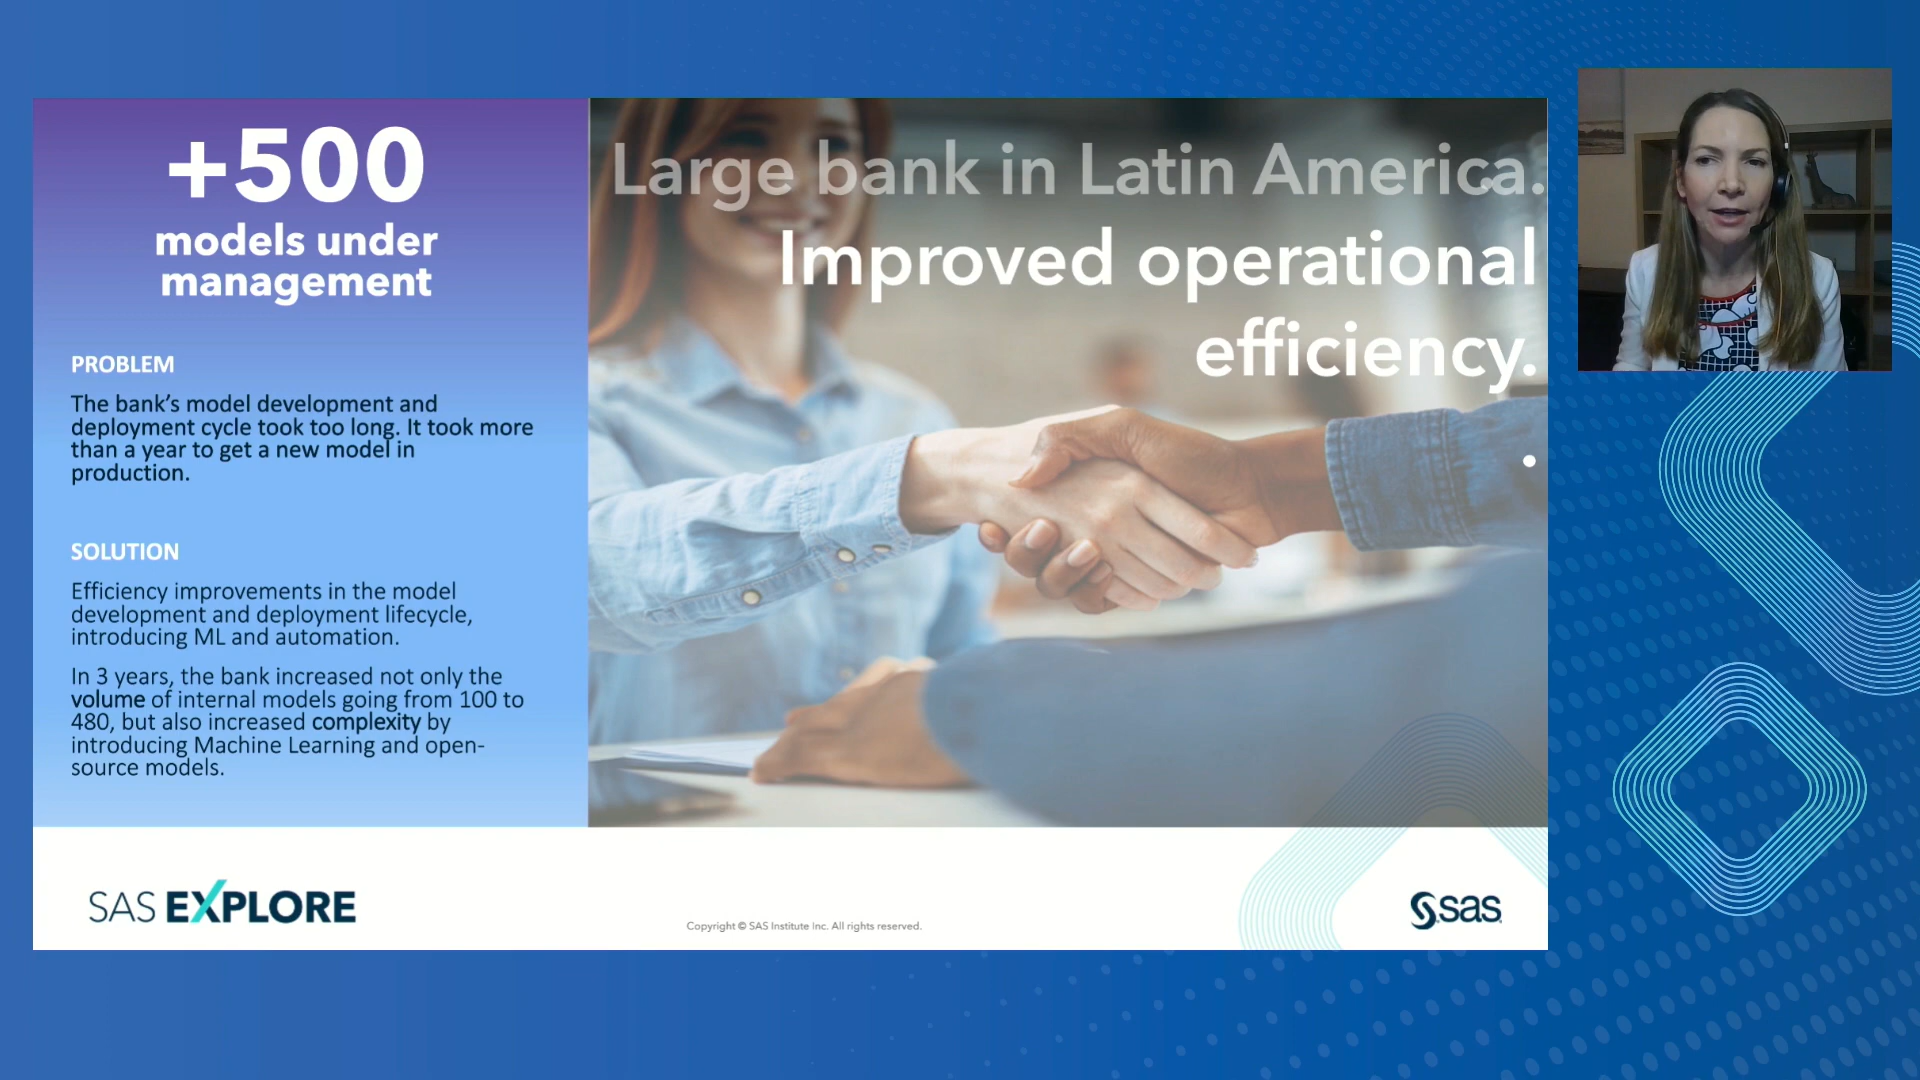 +500
models under
management
PROBLEM
The bank’s model development and
deployment cycle took too long. It took more
than a year to get a new model in
production.
SOLUTION
Efficiency improvements in the model
development and deployment lifecycle,
introducing ML and automation.
In 3 years, the bank increased not only the
volume of internal models going from 100 to
480, but also increased complexity by
introducing Machine Learning and open-
source models.
Large bank in Latin America.
Improved operational
efficiency.
.
SAS EXPLORE
Copyright © SAS Institute Inc. All rights reserved.
sas